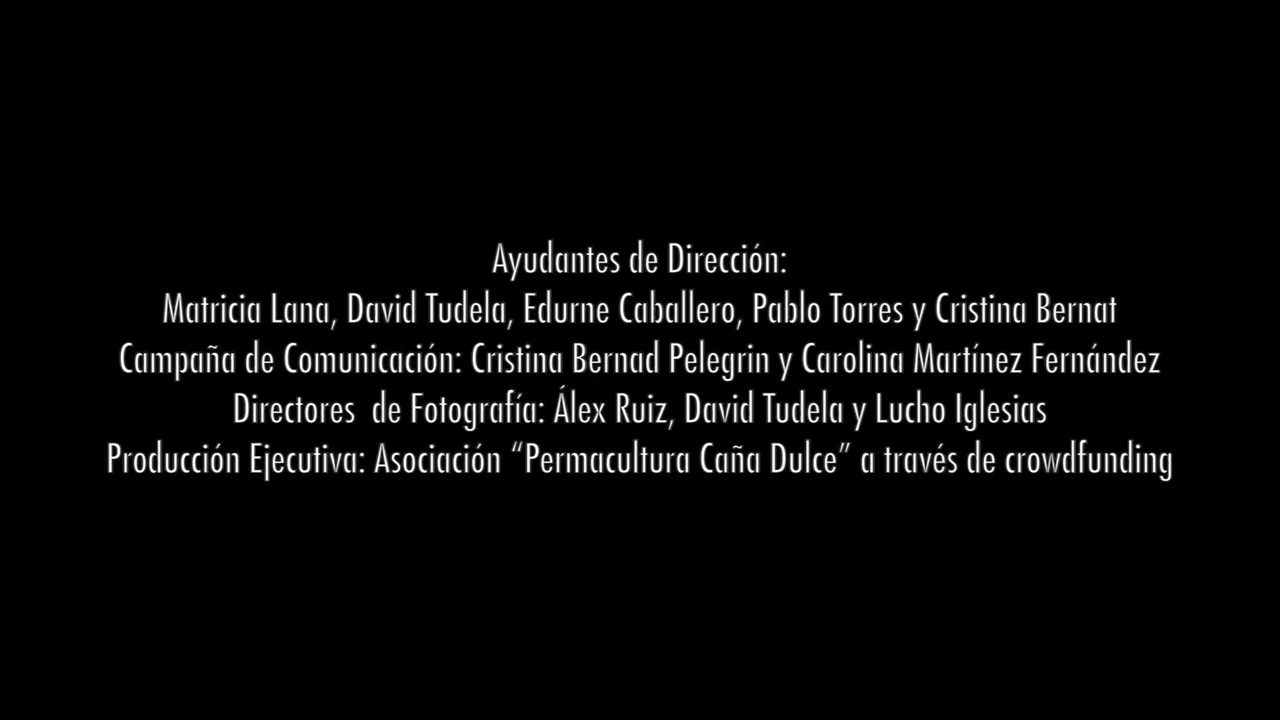 Ayudantes de Dirección:
Matricia Lana, David Tudela, Edurne Caballero, Pablo Torres y Cristina Bernat
Campaña de Comunicación: Cristina Bernad Pelegrin y Carolina Martínez Fernández
Directores  de Fotografía: Álex Ruiz, David Tudela y Lucho Iglesias
Producción Ejecutiva: Asociación “Permacultura Caña Dulce” a través de crowdfunding